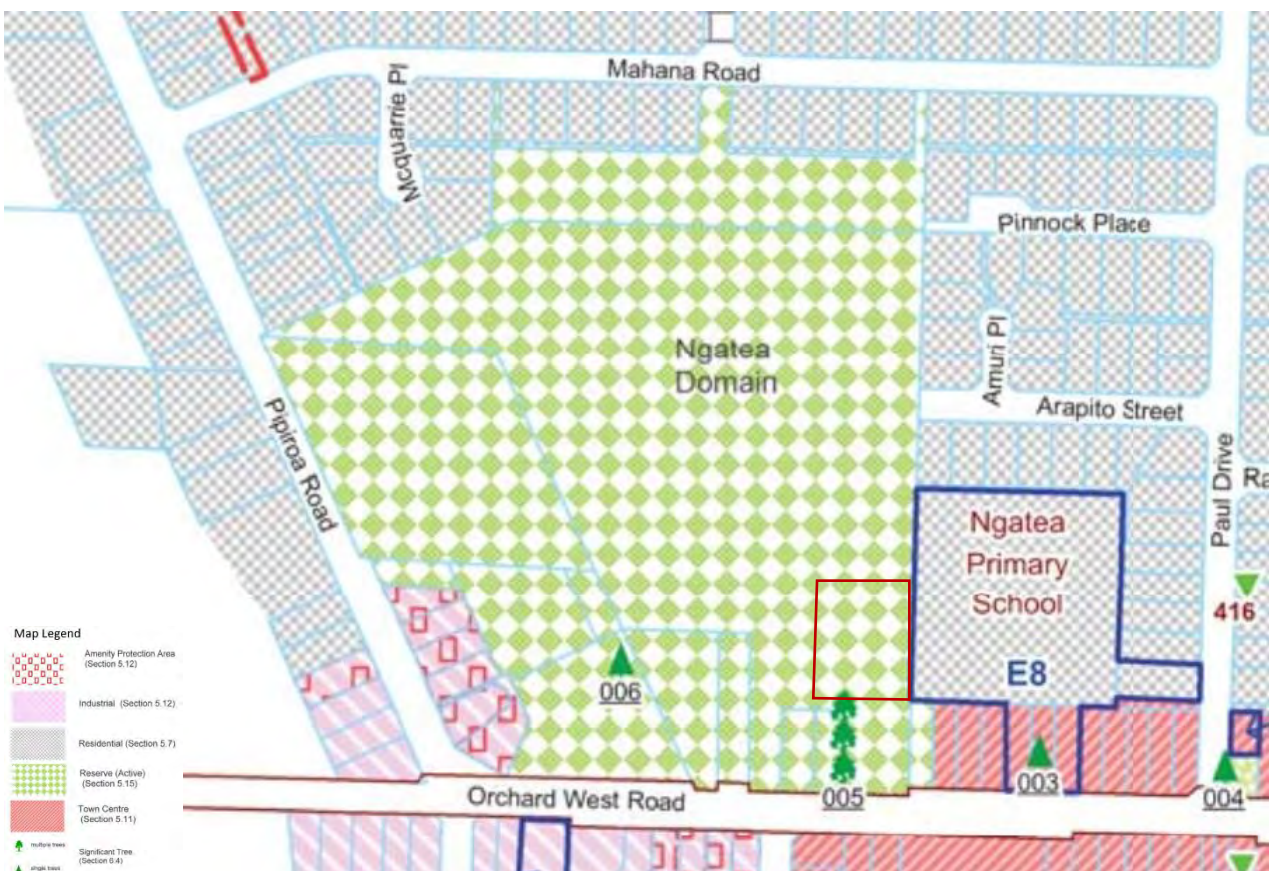 Mahana Road
Mcquarrie Pl
Pinnock Place
Ngatea
Domain
Amuri Pl
Arapito Street
Pipiroa Road
Paul Drive
Ra
Ngatea
Primary
School
416
E8
006
003
005
004
Orchard West Road
Map Legend
Amenity Protection Area
(Section 5.12)
Industrial (Section 5.12)
Residential (Section 5.7)
Reserve (Active)
(Section 5.15)
Town Centre
(Section 5.11)
multiple trees
Significant Tree
(Section 6.4)
single trees